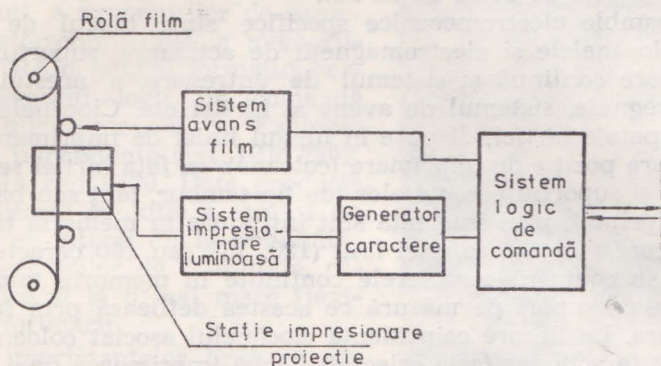 Rolă film
Sistem
avans
film
Sistem
impresio-
nare
luminoasă
Generator
caractere
Sistem
logic
de
comandă
Stație impresionare
proiecție